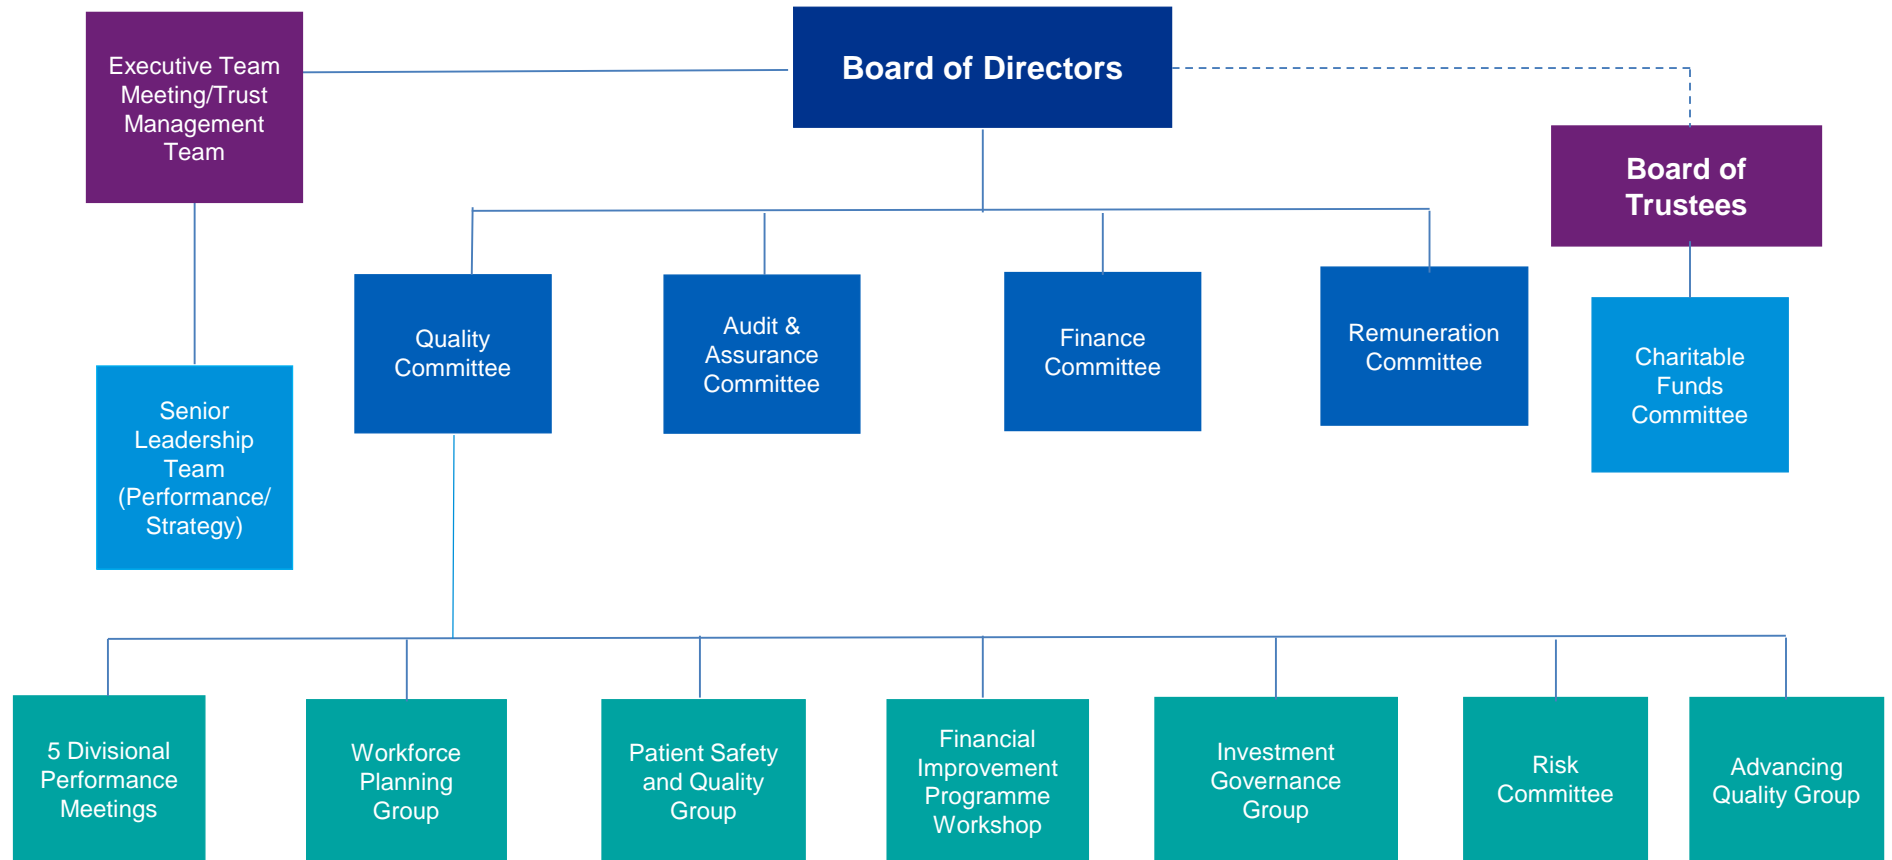 Executive Team
Meeting/Trust
Management
Team
Board of Directors
Board of
Trustees
Quality
Committee
Audit &
Assurance
Committee
Finance
Committee
Remuneration
Committee
Charitable
Funds
Committee
Senior
Leadership
Team
(Performance/
Strategy)
5 Divisional
Performance
Meetings
Workforce
Planning
Group
Patient Safety
and Quality
Group
Financial
Improvement
Programme
Workshop
Investment
Governance
Group
Risk
Committee
Advancing
Quality Group